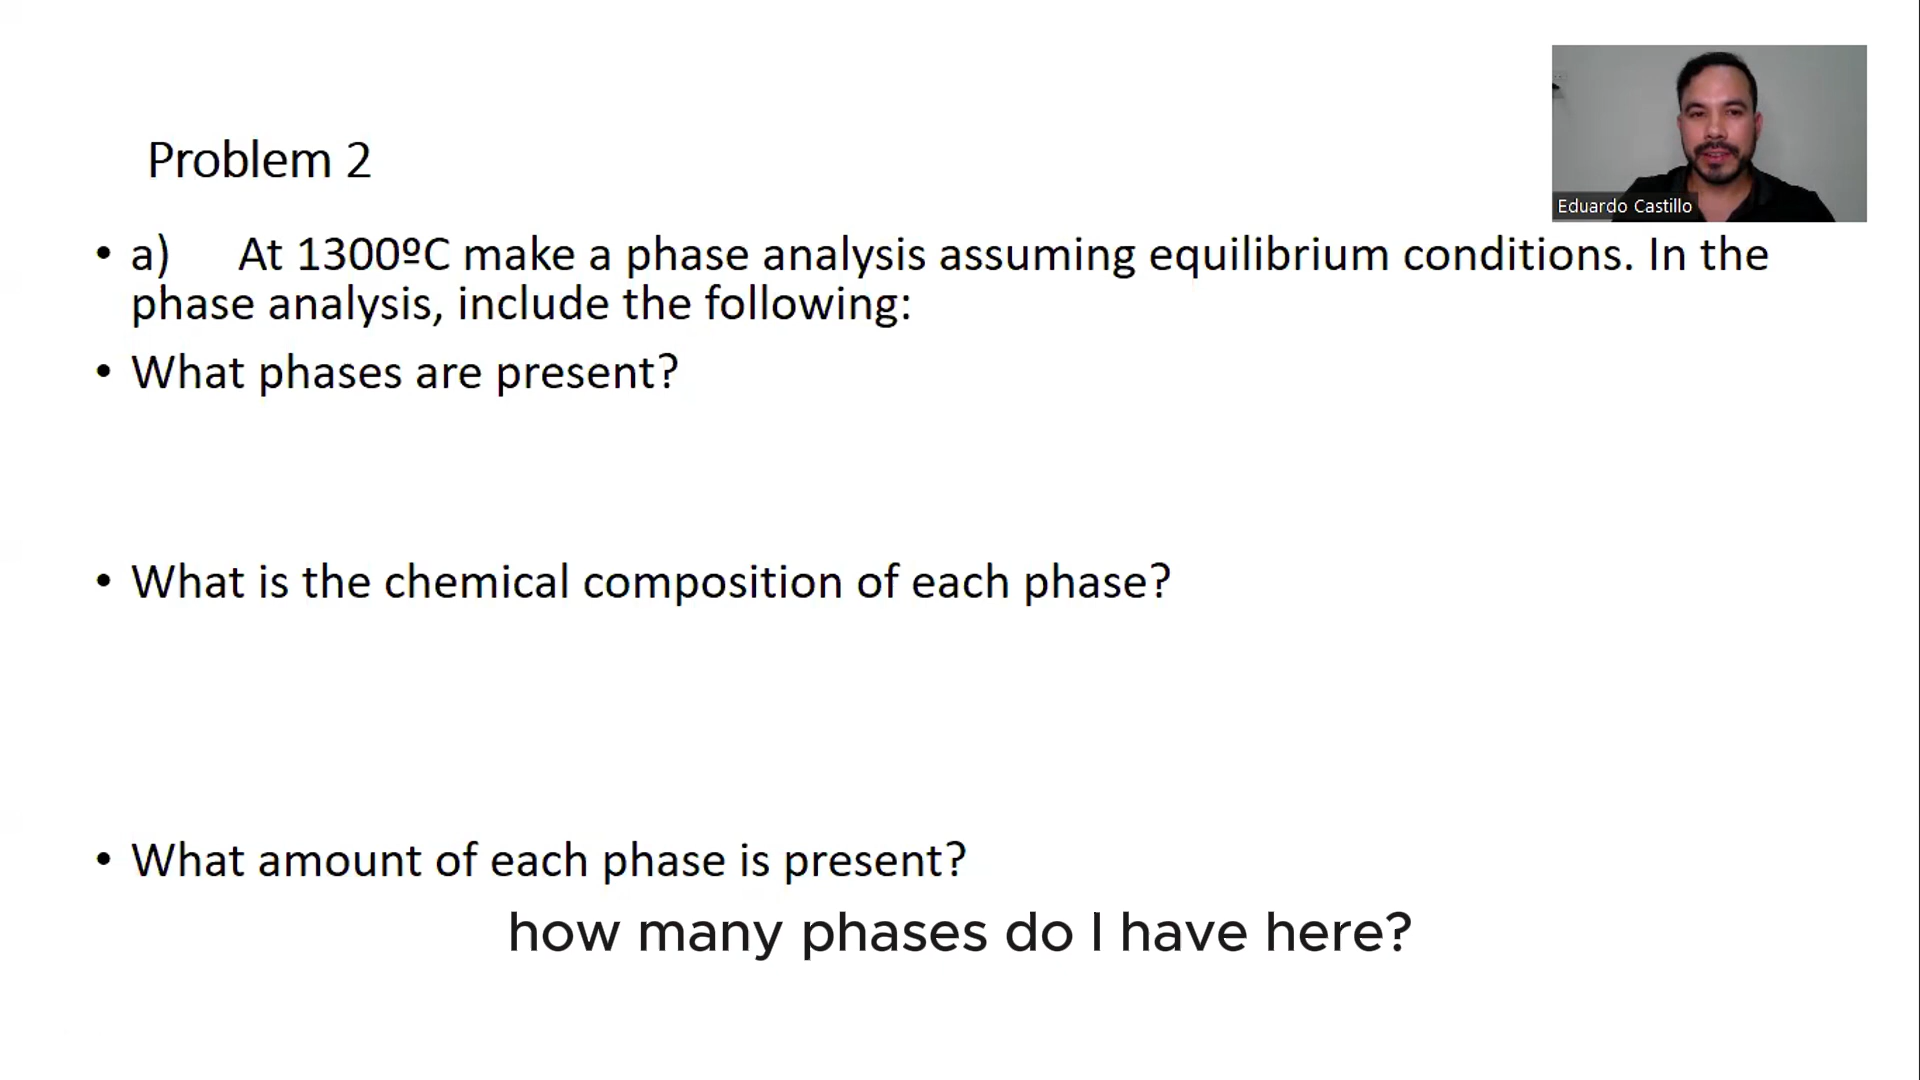 Eduardo Castillo
Problem 2
• a) At 1300ºC make a phase analysis assuming equilibrium conditions. In the
phase analysis, include the following:
• What phases are present?
• What is the chemical composition of each phase?
• What amount of each phase is present?
how many phases do I have here?